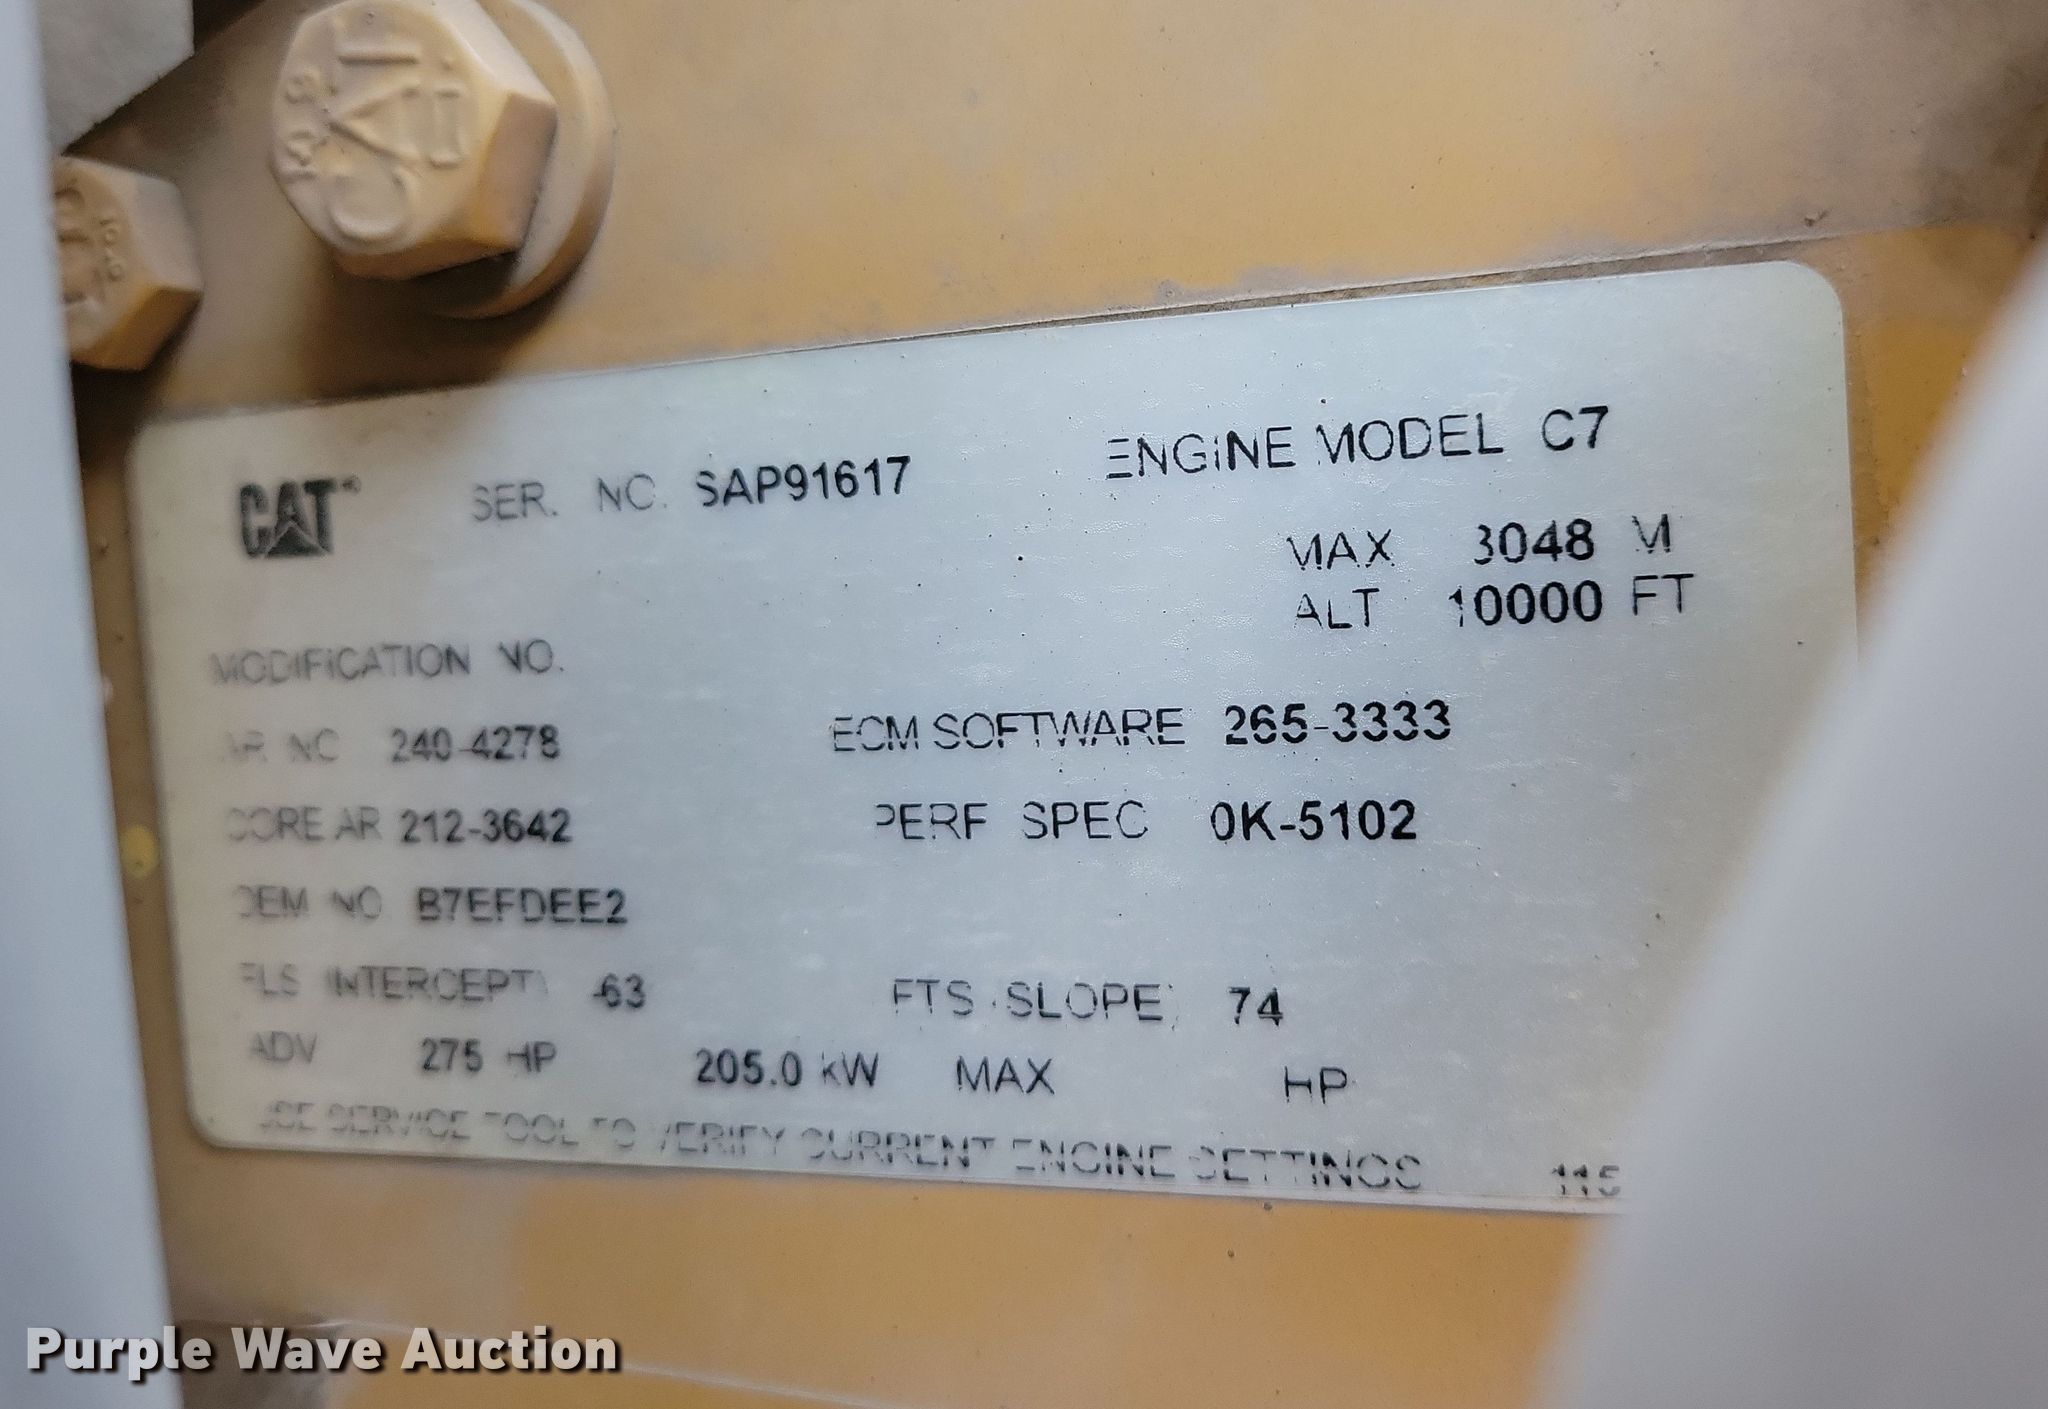 CAT SER. NO. SAP91617 ENGINE MODEL C7
MAX 3048 M
ALT 10000 FT
MODIFICATION NO.
AR NO 240-4278 ECM SOFTWARE 265-3333
CORE AR 212-3642 PERF SPEC 0K-5102
OEM NO B7EFDEE2
FLS (INTERCEPT) -63 FTS (SLOPE) 74
ADV 275 HP 205.0 kW MAX HP
USE SERVICE TOOL TO VERIFY CURRENT ENGINE SETTINGS 115
Purple Wave Auction